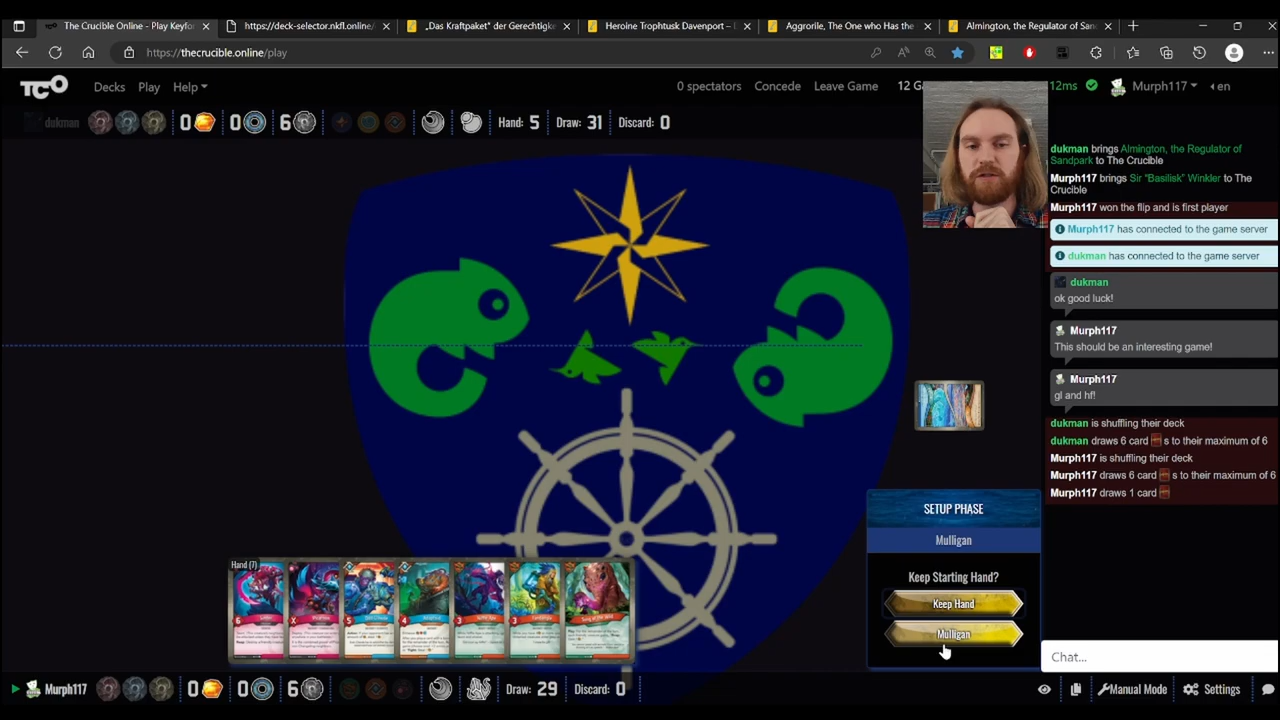 The Crucible Online - Play Keyfor
https://deck-selector.nkfl.online/
„Das Kraftpaket“ der Gerechtigke
Heroine Trophtusk Davenport –
Aggrorile, The One who Has the
Almington, the Regulator of San
https://thecrucible.online/play
TCO
Decks
Play
Help
0 spectators
Concede
Leave Game
12ms
Murph117
en
dukman
0
0
6
Hand: 5
Draw: 31
Discard: 0
dukman brings Almington, the Regulator of
Sandpark to The Crucible
Murph117 brings Sir "Basilisk" Winkler to The
Crucible
Murph117 won the flip and is first player
Murph117 has connected to the game server
dukman has connected to the game server
dukman
ok good luck!
Murph117
This should be an interesting game!
Murph117
gl and hf!
dukman is shuffling their deck
dukman draws 6 card s to their maximum of 6
Murph117 is shuffling their deck
Murph117 draws 6 card s to their maximum of 6
Murph117 draws 1 card
SETUP PHASE
Mulligan
Keep Starting Hand?
Keep Hand
Mulligan
Hand (7)
Chat...
Murph117
0
0
6
Draw: 29
Discard: 0
Manual Mode
Settings